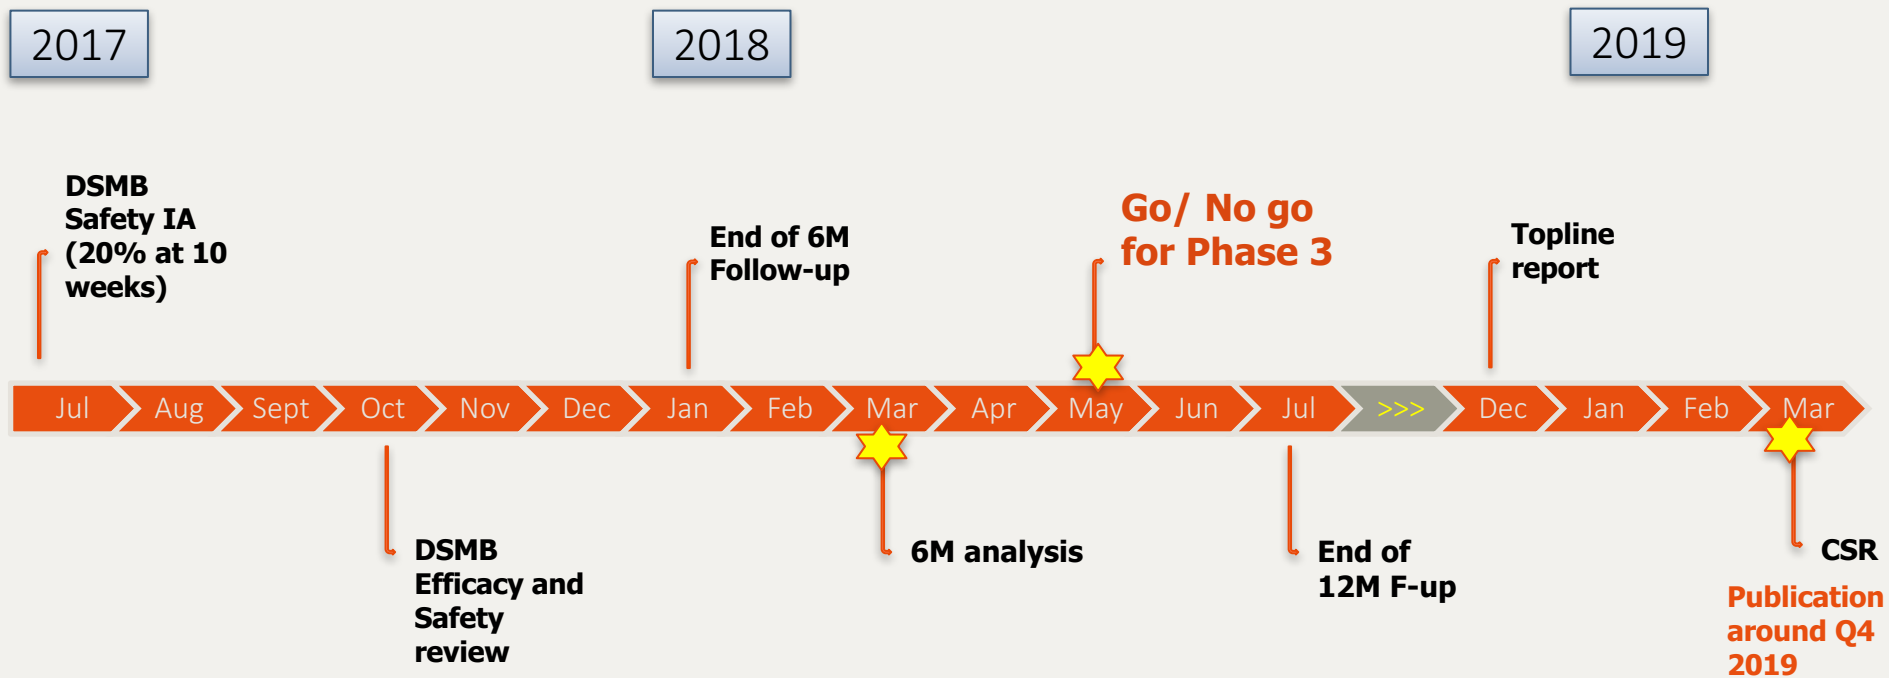 2017
2018
2019
DSMB
Safety IA
(20% at 10
weeks)
End of 6M
Follow-up
Go/ No go
for Phase 3
Topline
report
Jul
Aug
Sept
Oct
Nov
Dec
Jan
Feb
Mar
Apr
May
Jun
Jul
>>>
Dec
Jan
Feb
Mar
DSMB
Efficacy and
Safety
review
6M analysis
End of
12M F-up
CSR
Publication
around Q4
2019